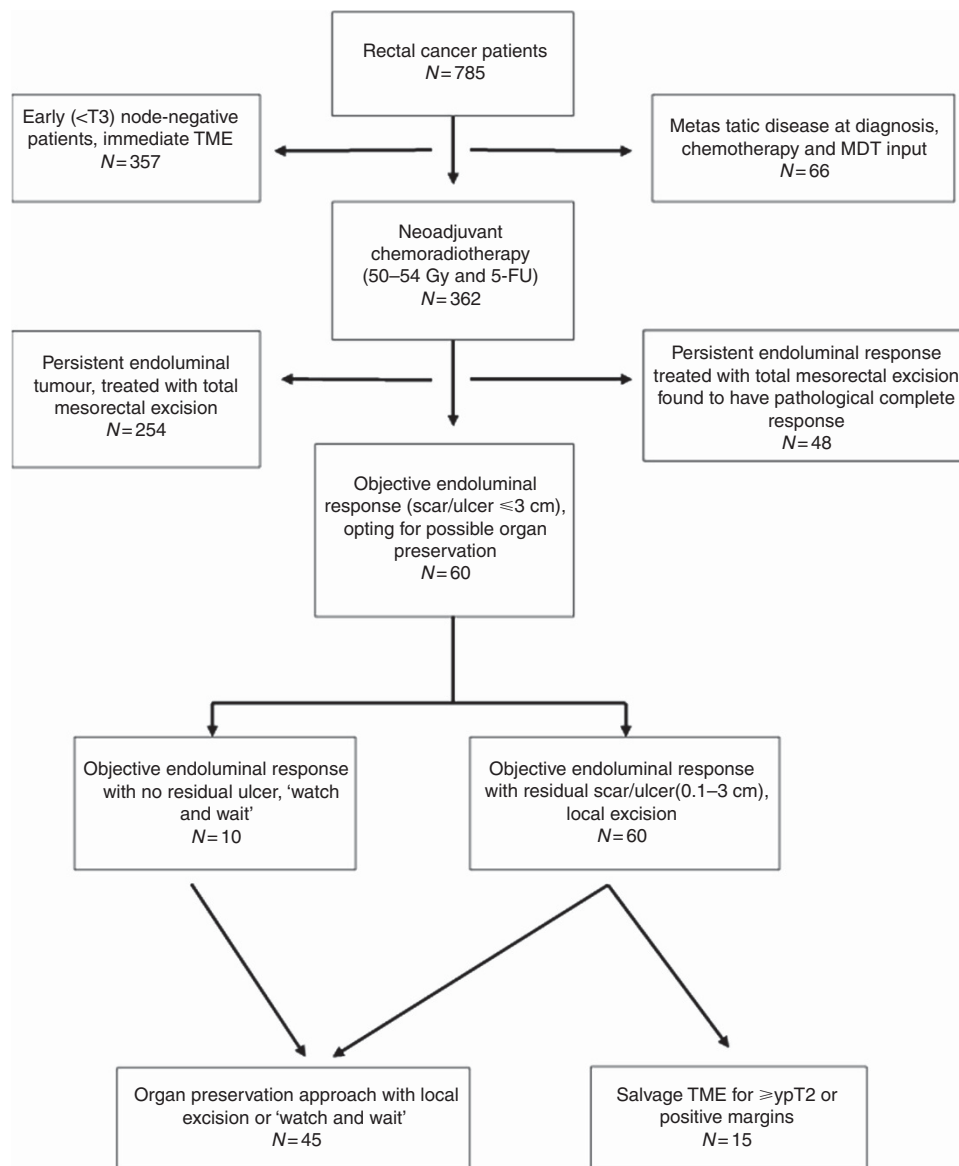 Rectal cancer patients
N=785
Early (<T3) node-negative
patients, immediate TME
N=357
Metas tatic disease at diagnosis,
chemotherapy and MDT input
N=66
Neoadjuvant
chemoradiotherapy
(50–54 Gy and 5-FU)
N=362
Persistent endoluminal
tumour, treated with total
mesorectal excision
N=254
Persistent endoluminal response
treated with total mesorectal excision
found to have pathological complete
response
N=48
Objective endoluminal
response (scar/ulcer ≤3 cm),
opting for possible organ
preservation
N=60
Objective endoluminal response
with no residual ulcer, ‘watch
and wait’
N=10
Objective endoluminal response
with residual scar/ulcer(0.1–3 cm),
local excision
N=60
Organ preservation approach with local
excision or ‘watch and wait’
N=45
Salvage TME for ≥ypT2 or
positive margins
N=15